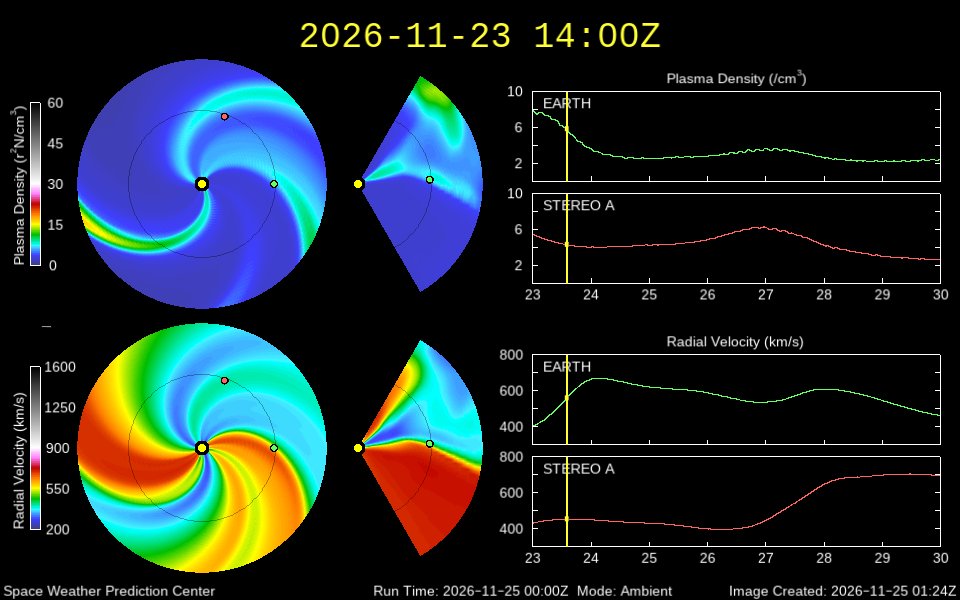 2026-11-23 14:00Z
Plasma Density (r²N/cm³)
60
45
30
15
0
Plasma Density (/cm³)
10
6
2
EARTH
10
6
2
STEREO A
23 24 25 26 27 28 29 30
Radial Velocity (km/s)
1600
1250
900
550
200
Radial Velocity (km/s)
800
600
400
EARTH
800
600
400
STEREO A
23 24 25 26 27 28 29 30
Space Weather Prediction Center Run Time: 2026-11-25 00:00Z Mode: Ambient Image Created: 2026-11-25 01:24Z